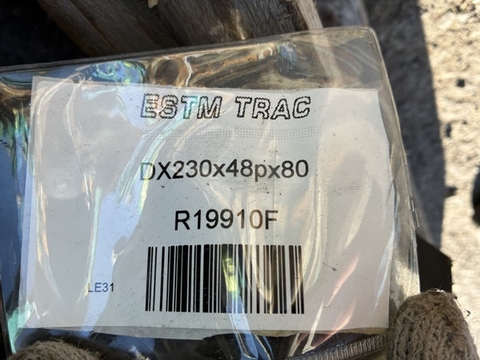 ESTM TRAC
DX230x48px80
R19910F
LE31